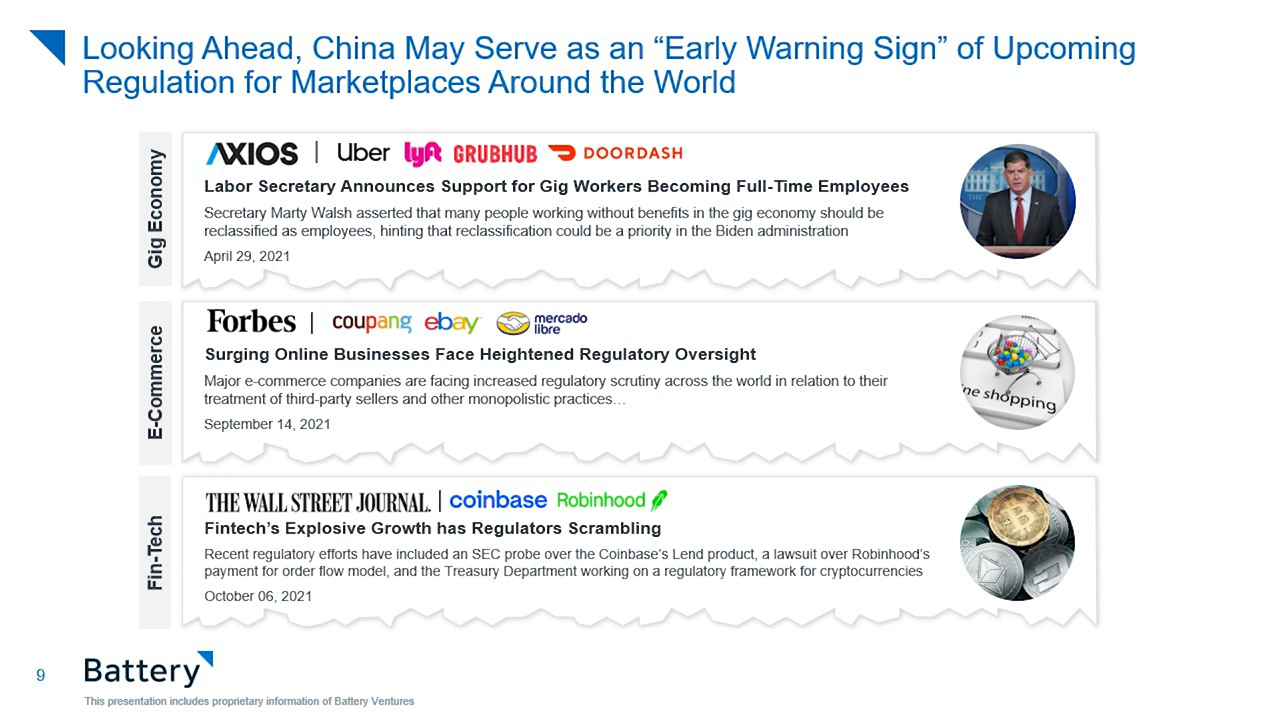 Looking Ahead, China May Serve as an “Early Warning Sign” of Upcoming
Regulation for Marketplaces Around the World
Gig Economy
AXIOS | Uber lyft GRUBHUB DOORDASH
Labor Secretary Announces Support for Gig Workers Becoming Full-Time Employees
Secretary Marty Walsh asserted that many people working without benefits in the gig economy should be
reclassified as employees, hinting that reclassification could be a priority in the Biden administration
April 29, 2021
E-Commerce
Forbes | coupang ebay mercado
libre
Surging Online Businesses Face Heightened Regulatory Oversight
Major e-commerce companies are facing increased regulatory scrutiny across the world in relation to their
treatment of third-party sellers and other monopolistic practices…
September 14, 2021
ne shopping
Fin-Tech
THE WALL STREET JOURNAL. | coinbase Robinhood
Fintech’s Explosive Growth has Regulators Scrambling
Recent regulatory efforts have included an SEC probe over the Coinbase’s Lend product, a lawsuit over Robinhood’s
payment for order flow model, and the Treasury Department working on a regulatory framework for cryptocurrencies
October 06, 2021
9
Battery
This presentation includes proprietary information of Battery Ventures